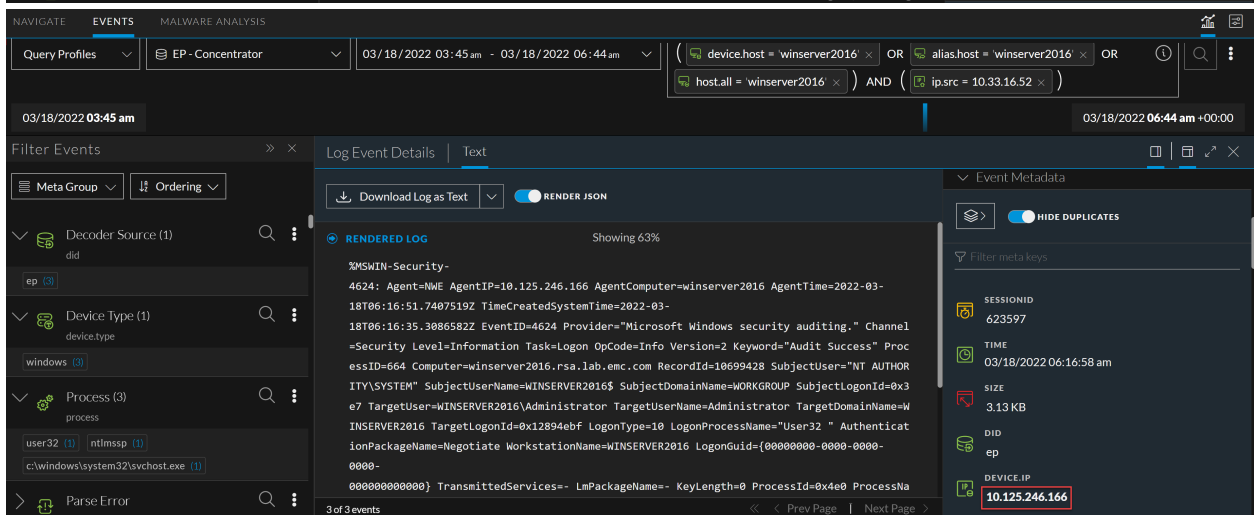 NAVIGATE EVENTS MALWARE ANALYSIS
Query Profiles EP - Concentrator 03/18/2022 03:45 am - 03/18/2022 06:44 am ( device.host = 'winserver2016' × OR alias.host = 'winserver2016' × OR
host.all = 'winserver2016' × ) AND ( ip.src = 10.33.16.52 × )
03/18/2022 03:45 am 03/18/2022 06:44 am +00:00
Filter Events
Meta Group Ordering
Decoder Source (1)
did
ep (3)
Device Type (1)
device.type
windows (3)
Process (3)
process
user32 (1) ntlmssp (1)
c:\windows\system32\svchost.exe (1)
Parse Error
Log Event Details Text
Download Log as Text RENDER JSON
RENDERED LOG Showing 63%
%MSWIN-Security-
4624: Agent=NWE AgentIP=10.125.246.166 AgentComputer=winserver2016 AgentTime=2022-03-
18T06:16:51.7407519Z TimeCreatedSystemTime=2022-03-
18T06:16:35.3086582Z EventID=4624 Provider="Microsoft Windows security auditing." Channel
=Security Level=Information Task=Logon OpCode=Info Version=2 Keyword="Audit Success" Proc
essID=664 Computer=winserver2016.rsa.lab.emc.com RecordId=10699428 SubjectUser="NT AUTHOR
ITY\SYSTEM" SubjectUserName=WINSERVER2016$ SubjectDomainName=WORKGROUP SubjectLogonId=0x3
e7 TargetUser=WINSERVER2016\Administrator TargetUserName=Administrator TargetDomainName=W
INSERVER2016 TargetLogonId=0x12894ebf LogonType=10 LogonProcessName="User32 " Authenticat
ionPackageName=Negotiate WorkstationName=WINSERVER2016 LogonGuid={00000000-0000-0000-
0000-
000000000000} TransmittedServices=- LmPackageName=- KeyLength=0 ProcessId=0x4e0 ProcessNa
3 of 3 events Prev Page | Next Page
Event Metadata
HIDE DUPLICATES
Filter meta keys
SESSIONID
623597
TIME
03/18/2022 06:16:58 am
SIZE
3.13 KB
DID
ep
DEVICE.IP
10.125.246.166